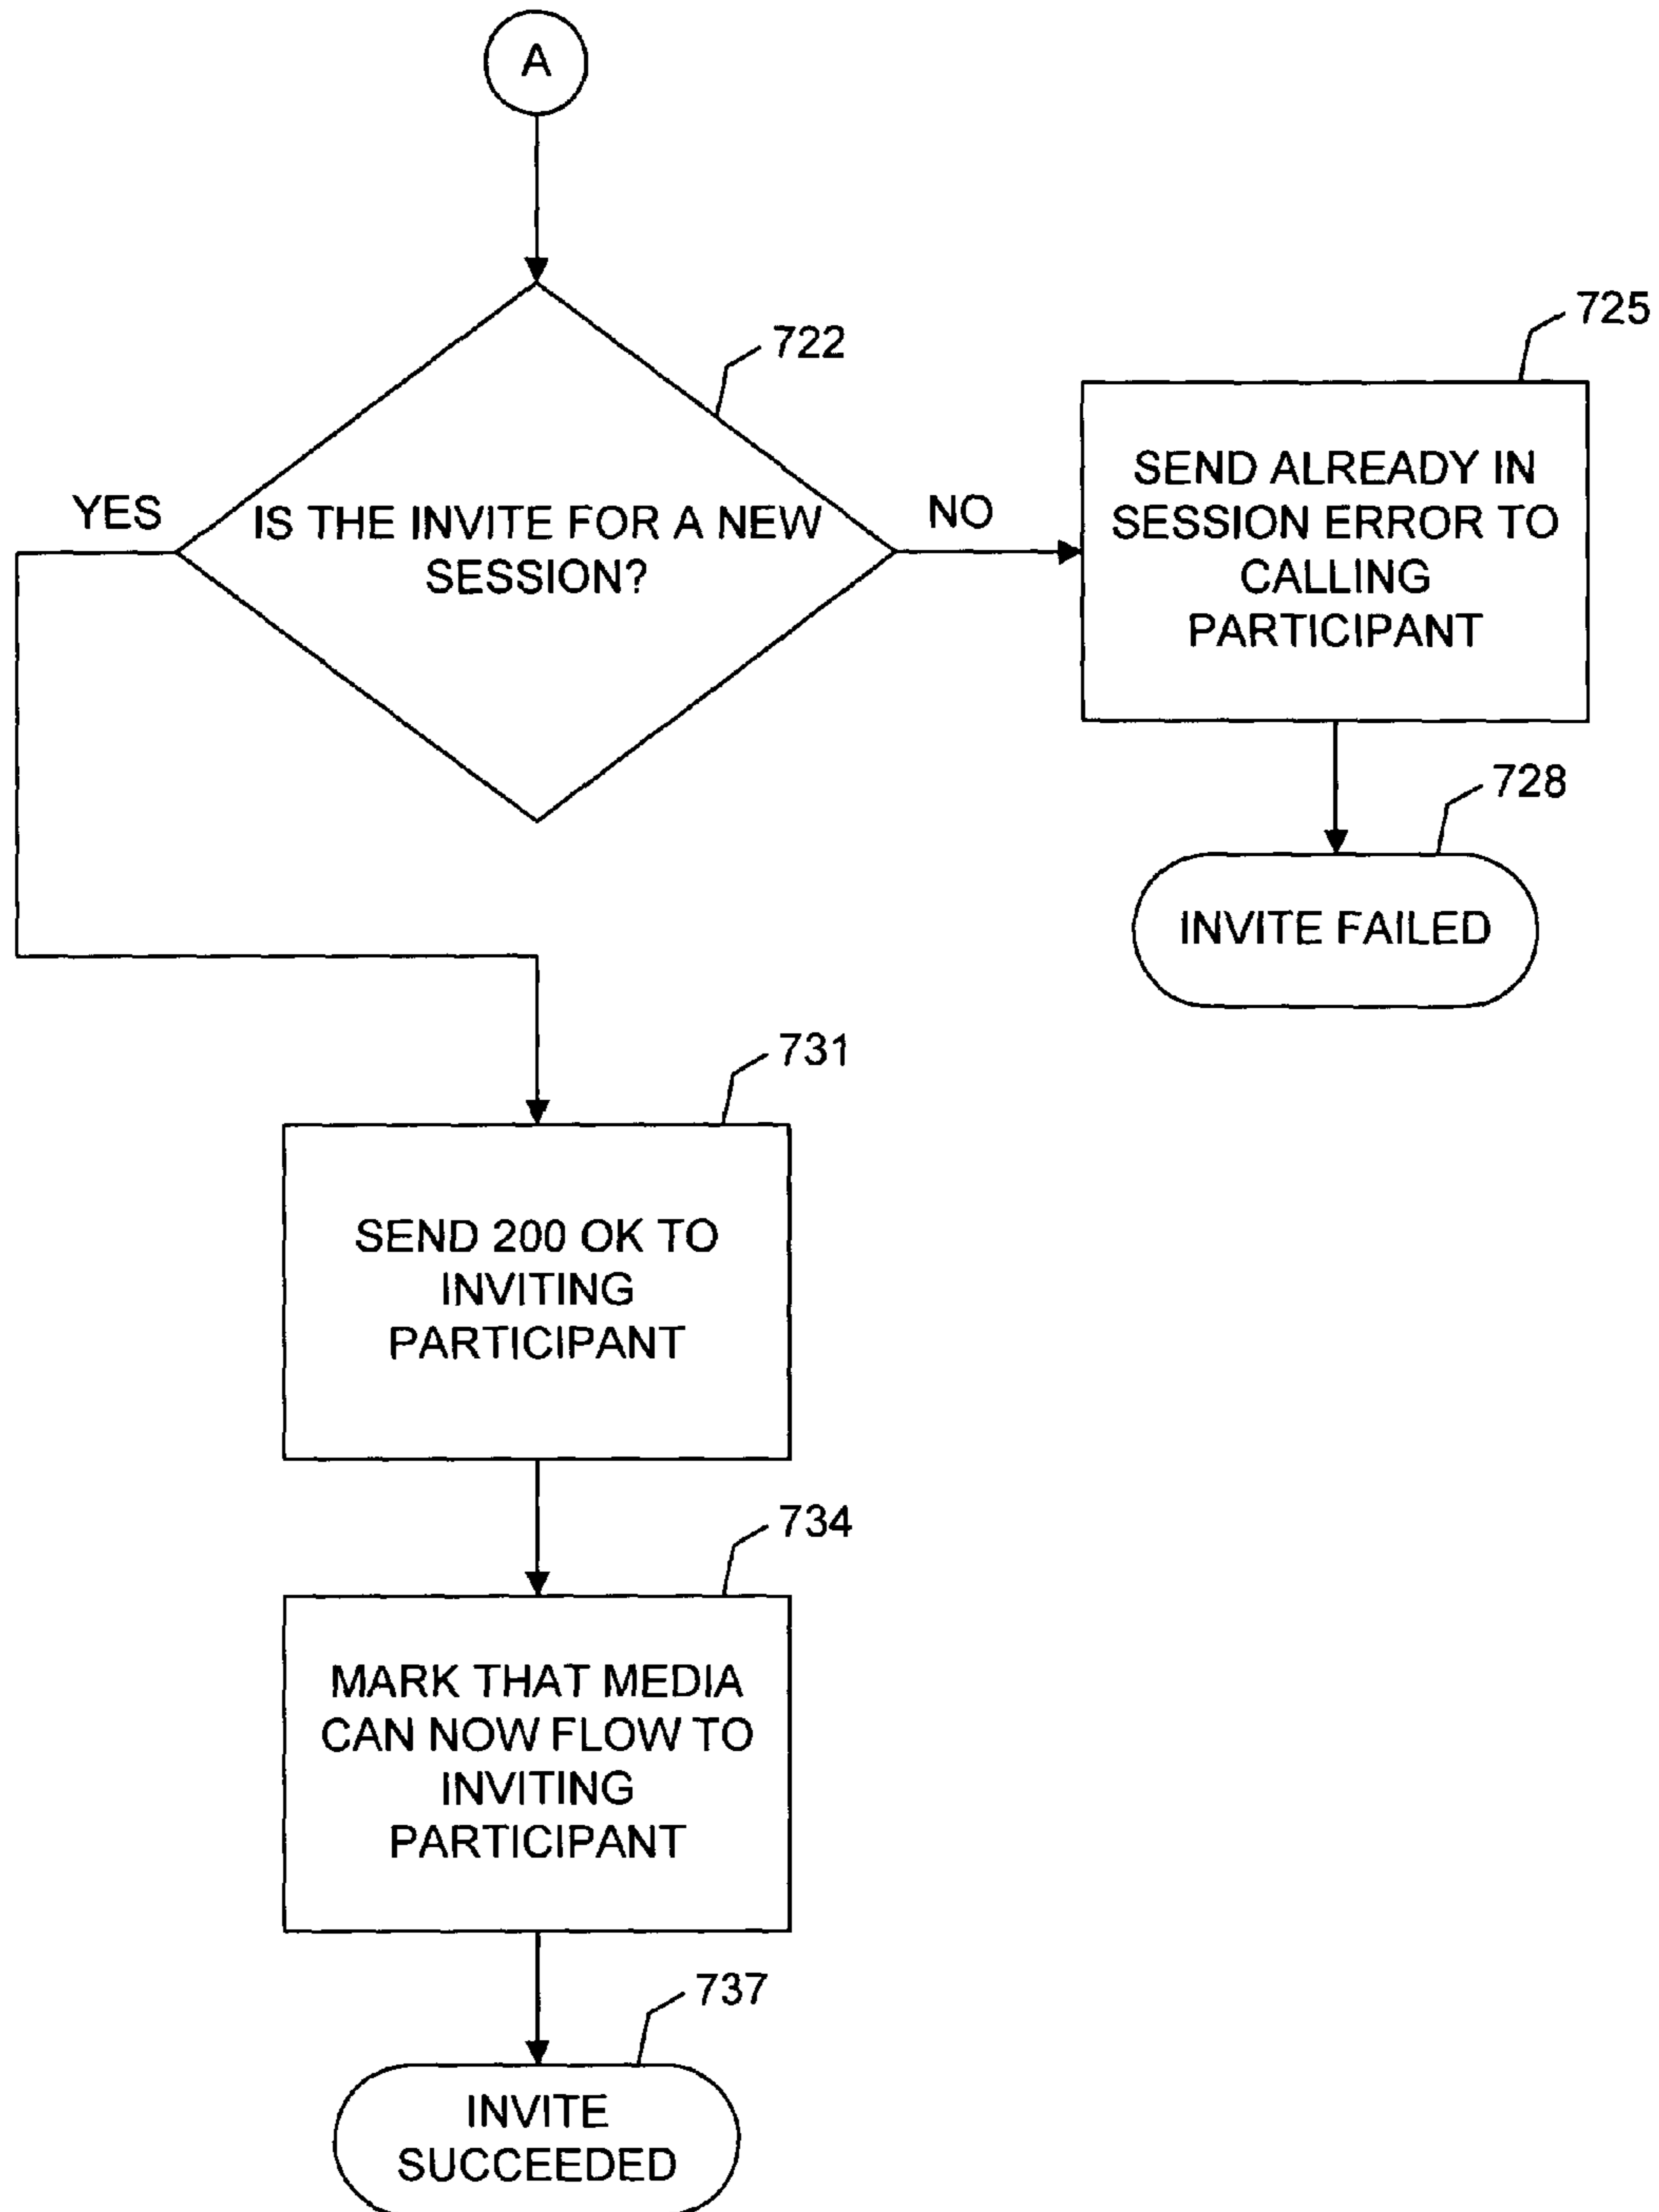 A
722
725
IS THE INVITE FOR A NEW
SESSION?
YES
NO
SEND ALREADY IN
SESSION ERROR TO
CALLING
PARTICIPANT
728
INVITE FAILED
731
SEND 200 OK TO
INVITING
PARTICIPANT
734
MARK THAT MEDIA
CAN NOW FLOW TO
INVITING
PARTICIPANT
737
INVITE
SUCCEEDED